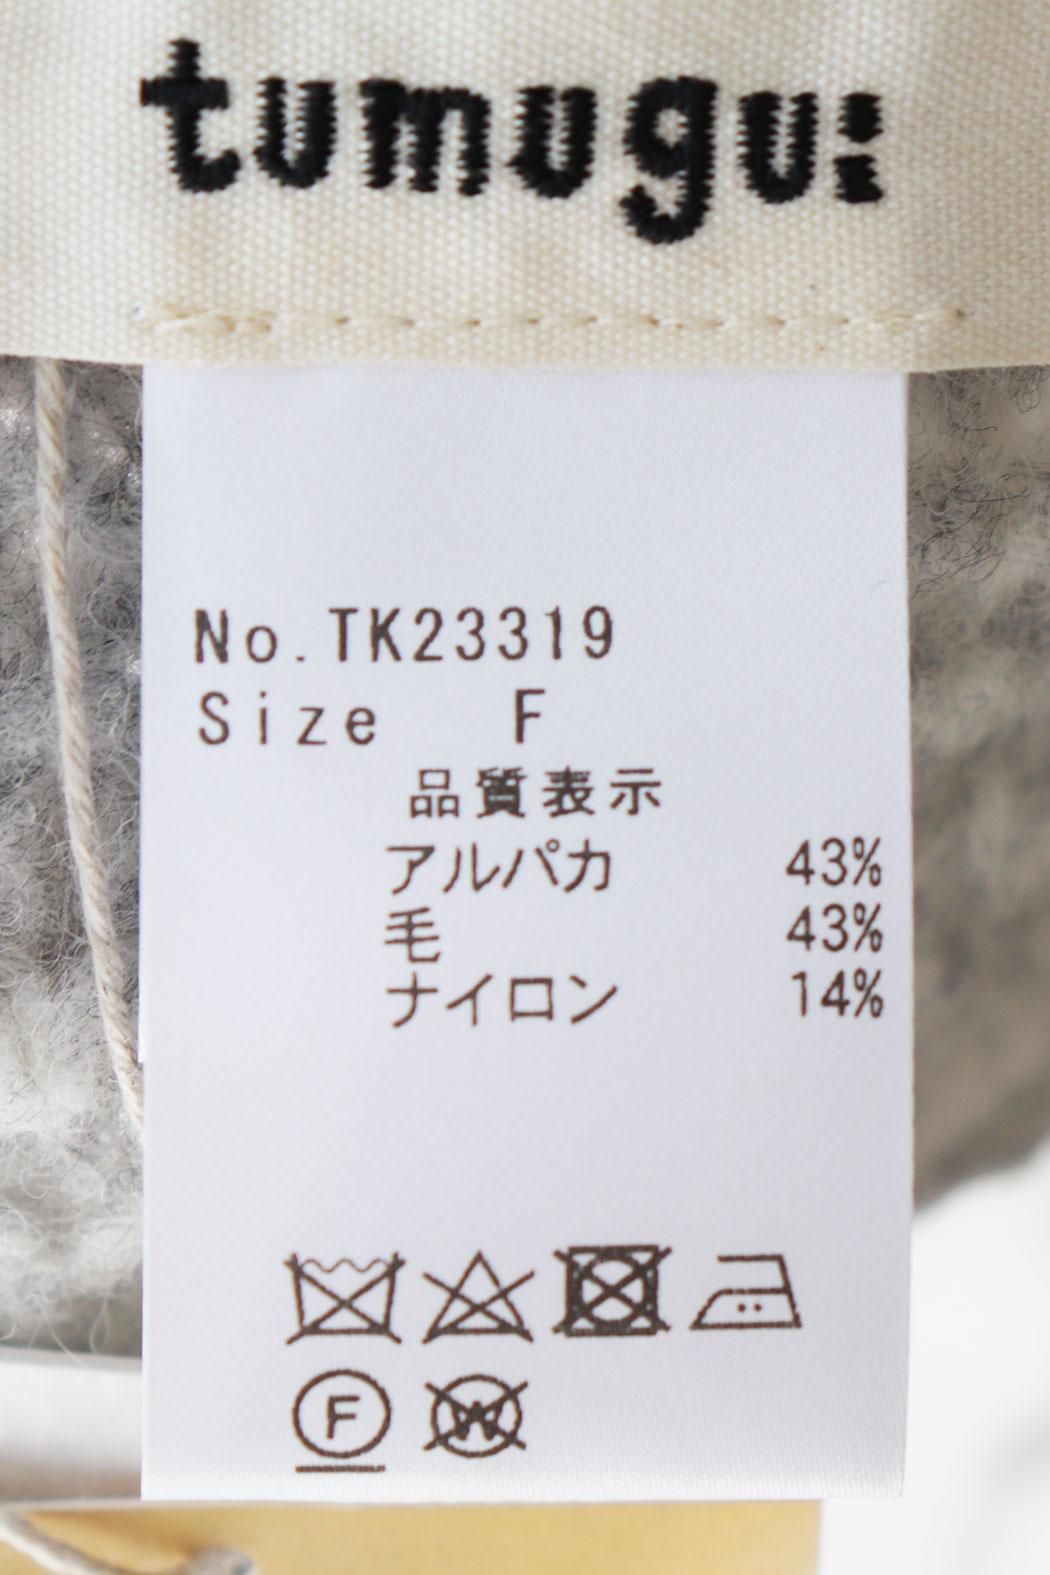 tumugu:
No.TK23319
Size F
品質表示
アルパカ 43%
毛 43%
ナイロン 14%
F W